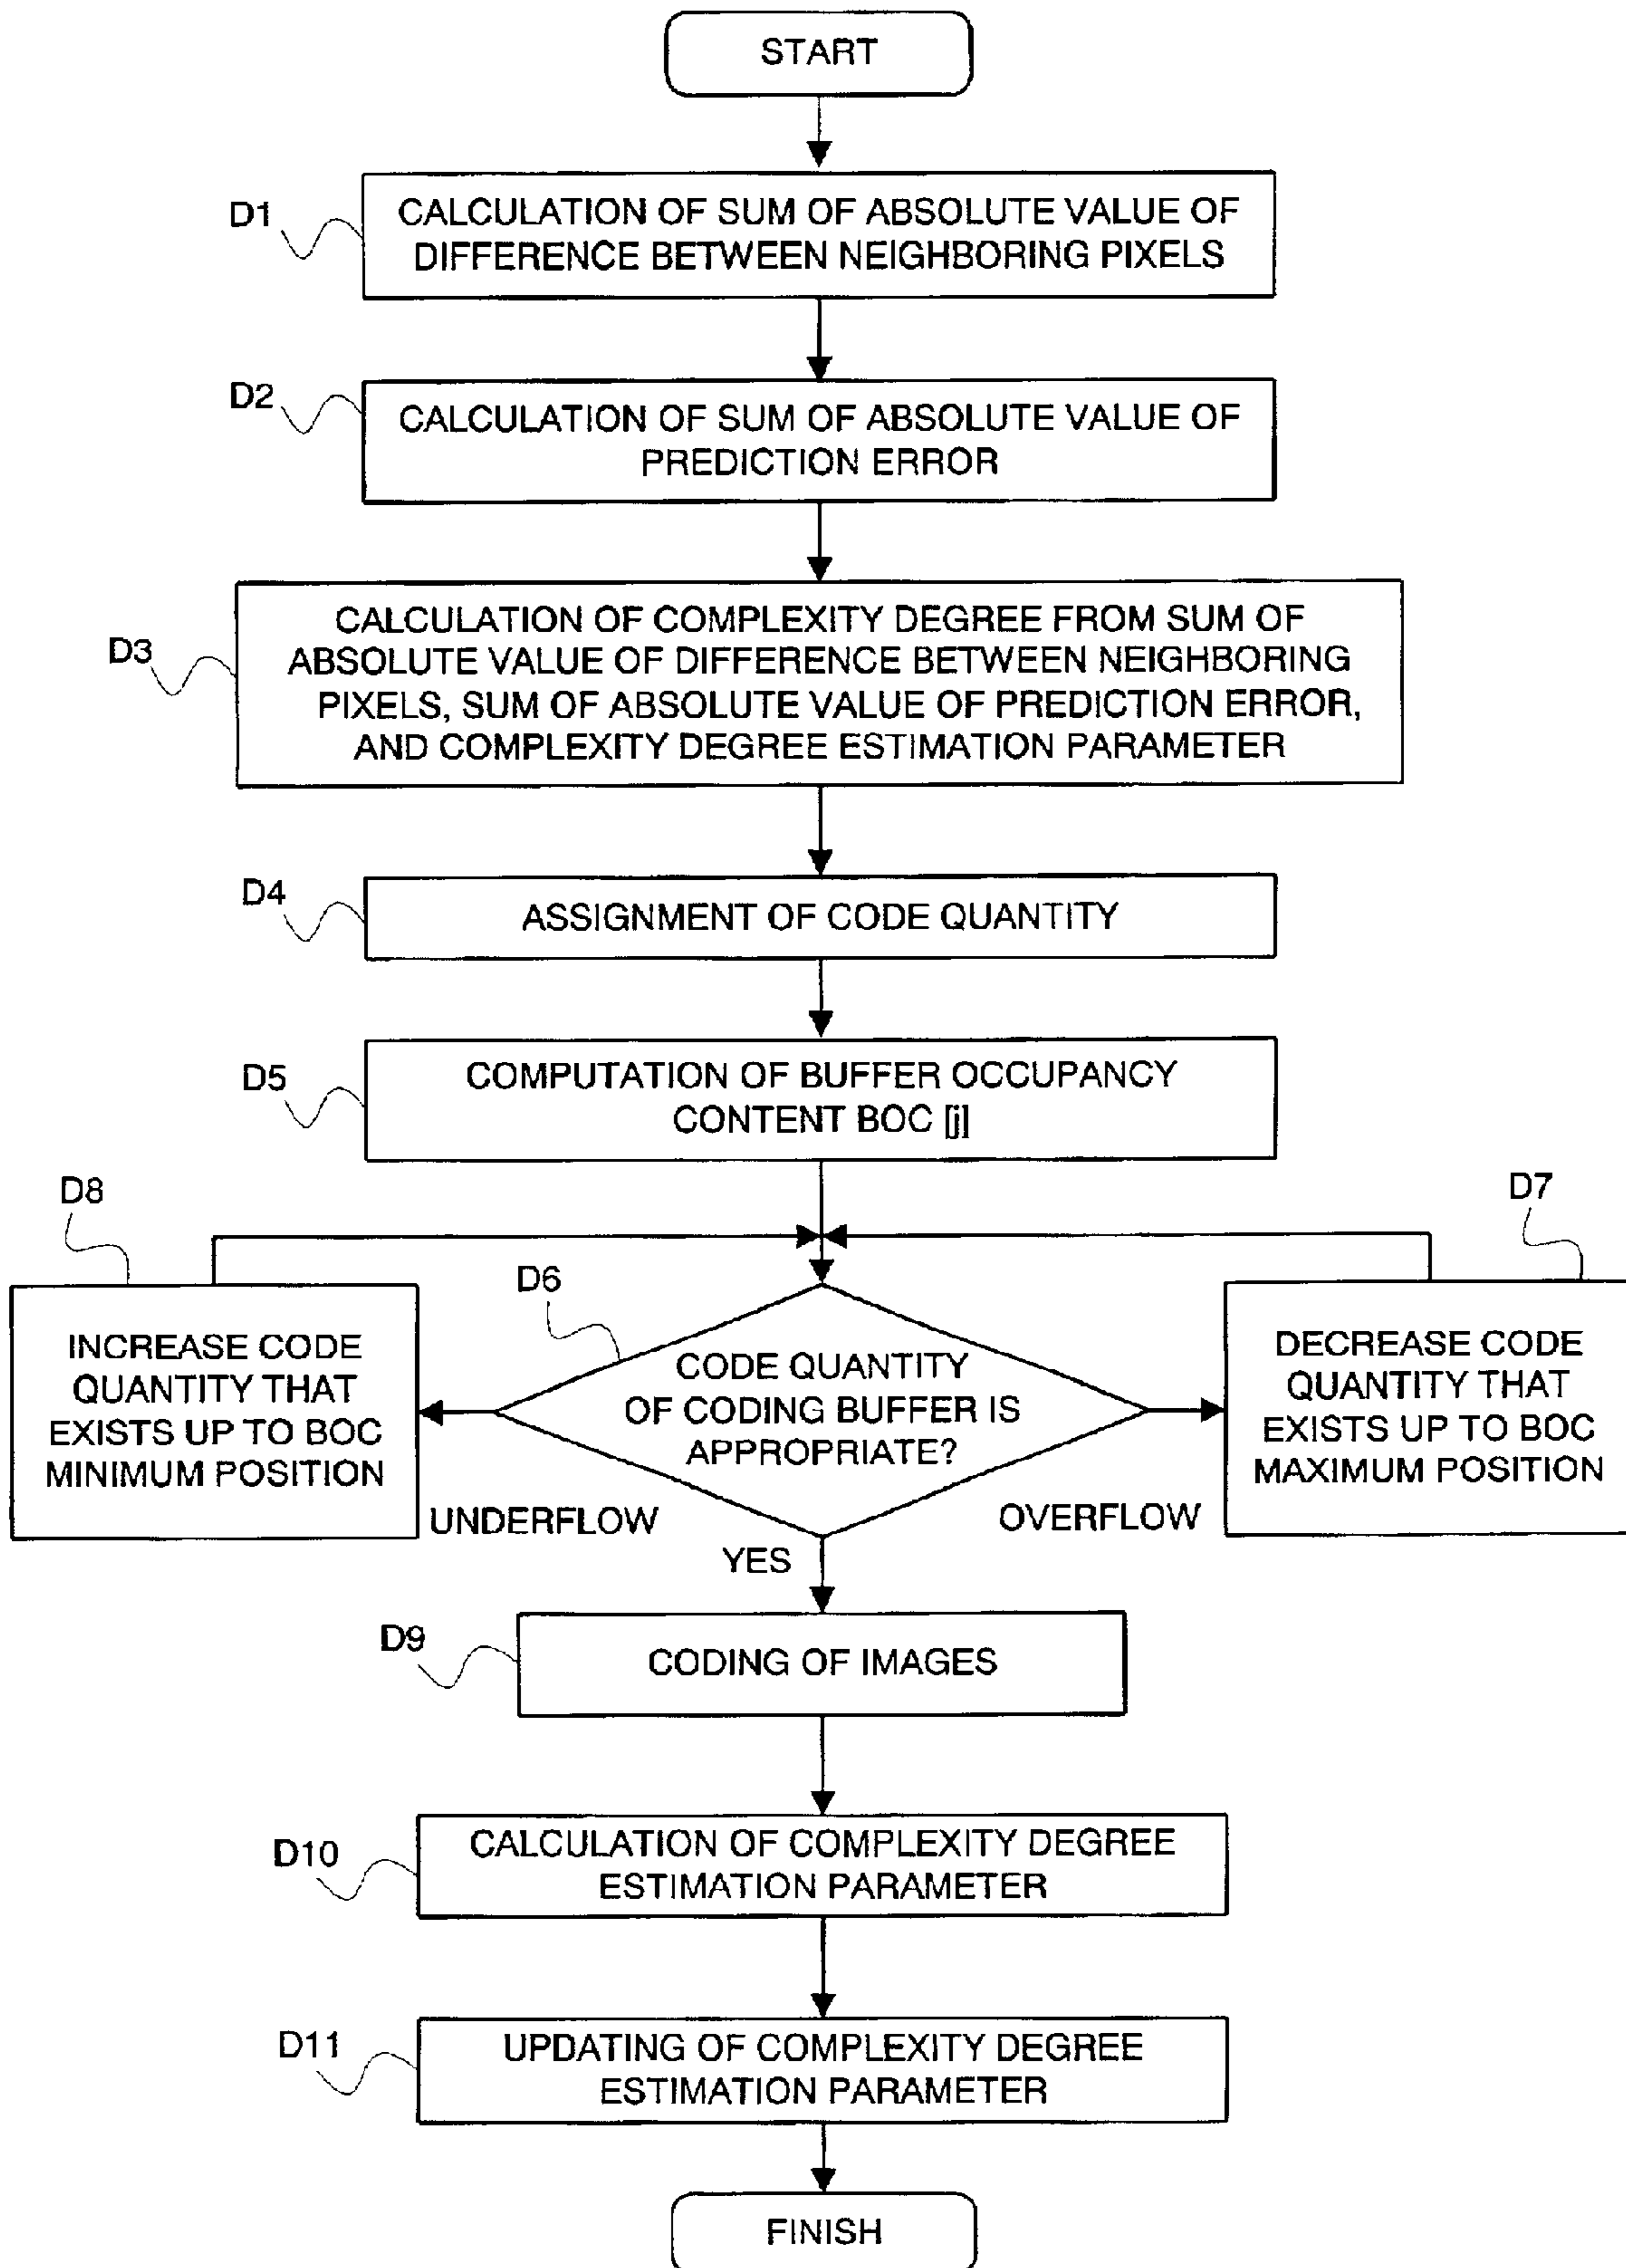 START
D1
CALCULATION OF SUM OF ABSOLUTE VALUE OF
DIFFERENCE BETWEEN NEIGHBORING PIXELS
D2
CALCULATION OF SUM OF ABSOLUTE VALUE OF
PREDICTION ERROR
D3
CALCULATION OF COMPLEXITY DEGREE FROM SUM OF
ABSOLUTE VALUE OF DIFFERENCE BETWEEN NEIGHBORING
PIXELS, SUM OF ABSOLUTE VALUE OF PREDICTION ERROR,
AND COMPLEXITY DEGREE ESTIMATION PARAMETER
D4
ASSIGNMENT OF CODE QUANTITY
D5
COMPUTATION OF BUFFER OCCUPANCY
CONTENT BOC [j]
D8
INCREASE CODE
QUANTITY THAT
EXISTS UP TO BOC
MINIMUM POSITION
D6
CODE QUANTITY
OF CODING BUFFER IS
APPROPRIATE?
D7
DECREASE CODE
QUANTITY THAT
EXISTS UP TO BOC
MAXIMUM POSITION
UNDERFLOW
OVERFLOW
YES
D9
CODING OF IMAGES
D10
CALCULATION OF COMPLEXITY DEGREE
ESTIMATION PARAMETER
D11
UPDATING OF COMPLEXITY DEGREE
ESTIMATION PARAMETER
FINISH